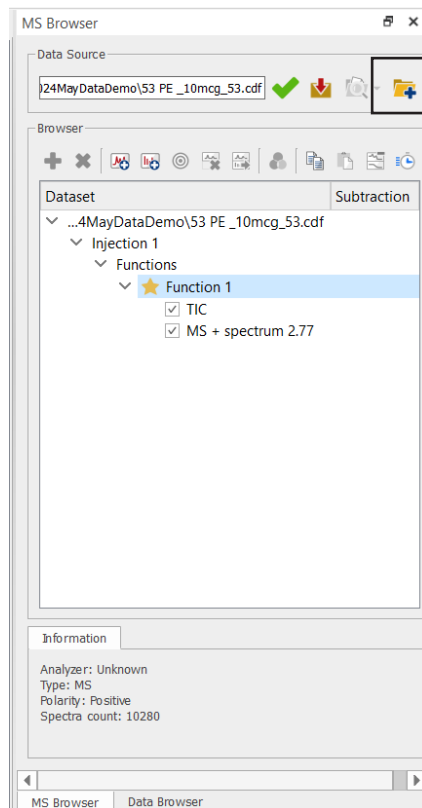 MS Browser
Data Source
)24MayDataDemo\53 PE _10mcg_53.cdf
Browser
Dataset Subtraction
...4MayDataDemo\53 PE _10mcg_53.cdf
Injection 1
Functions
Function 1
TIC
MS + spectrum 2.77
Information
Analyzer: Unknown
Type: MS
Polarity: Positive
Spectra count: 10280
MS Browser Data Browser